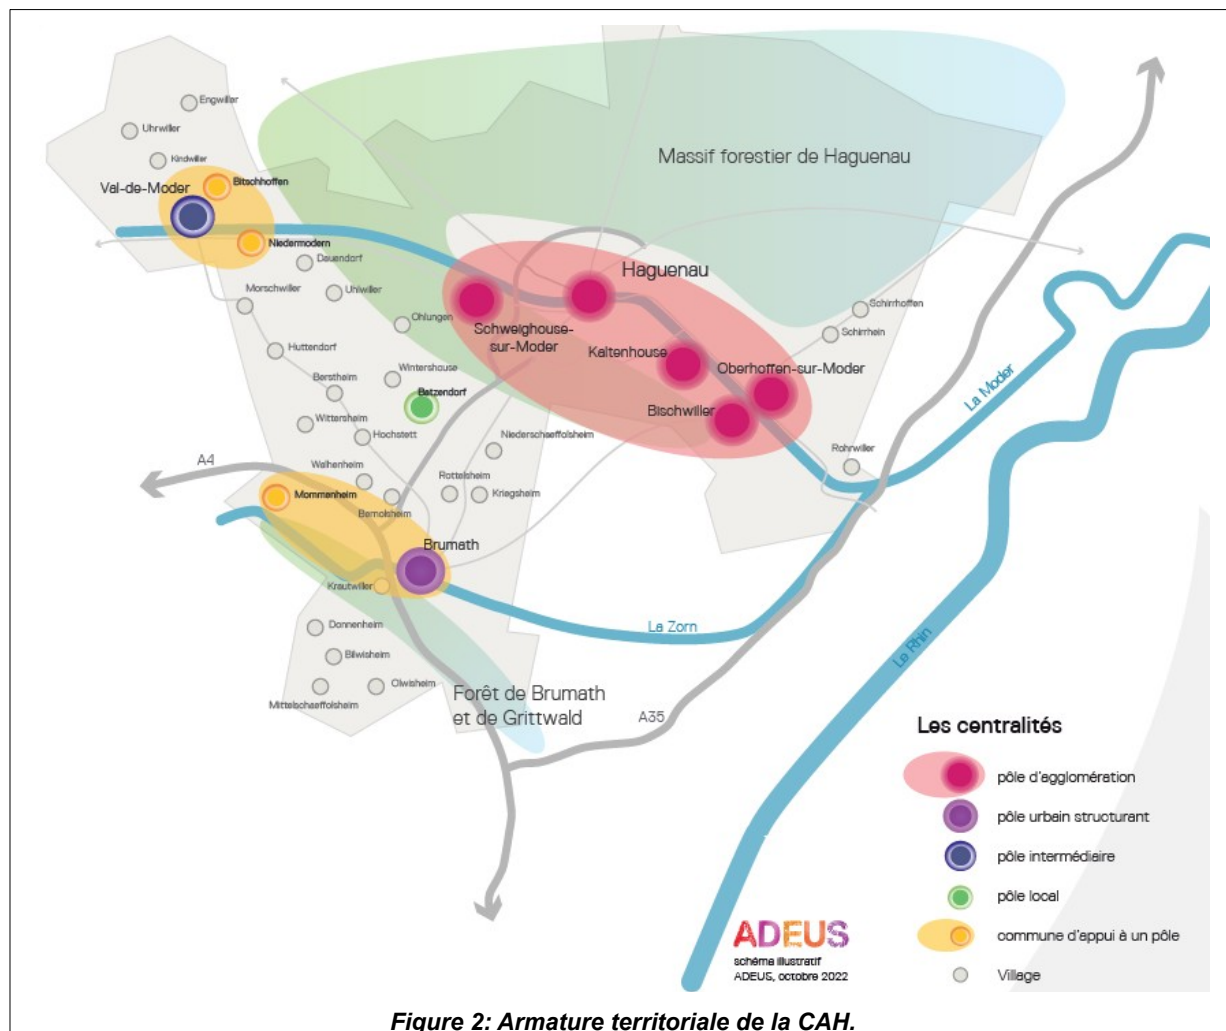 Engwiller
Uhrwiller
Kindwiller
Val-de-Moder
Bitschhoffen
Niedermodern
Dauendorf
Morschwiller
Uhlwiller
Ohlungen
Huttendorf
Wintershouse
Berstheim
Batzendorf
Wittersheim
Hochstett
Massif forestier de Haguenau
Haguenau
Schweighouse-
sur-Moder
Kaltenhouse
Oberhoffen-sur-Moder
Bischwiller
Schirrhoffen
Schirrhein
Rohrwiller
Niederschaeffolsheim
A4
Walhenheim
Rottelsheim
Kriegsheim
Mommenheim
Bernolsheim
Brumath
Krautwiller
Donnenheim
Bilwisheim
Olwisheim
Mittelschaeffolsheim
La Moder
La Zorn
Le Rhin
Forêt de Brumath
et de Grittwald
A35
Les centralités
pôle d'agglomération
pôle urbain structurant
pôle intermédiaire
pôle local
commune d'appui à un pôle
Village
ADEUS
schéma illustratif
ADEUS, octobre 2022
Figure 2: Armature territoriale de la CAH.